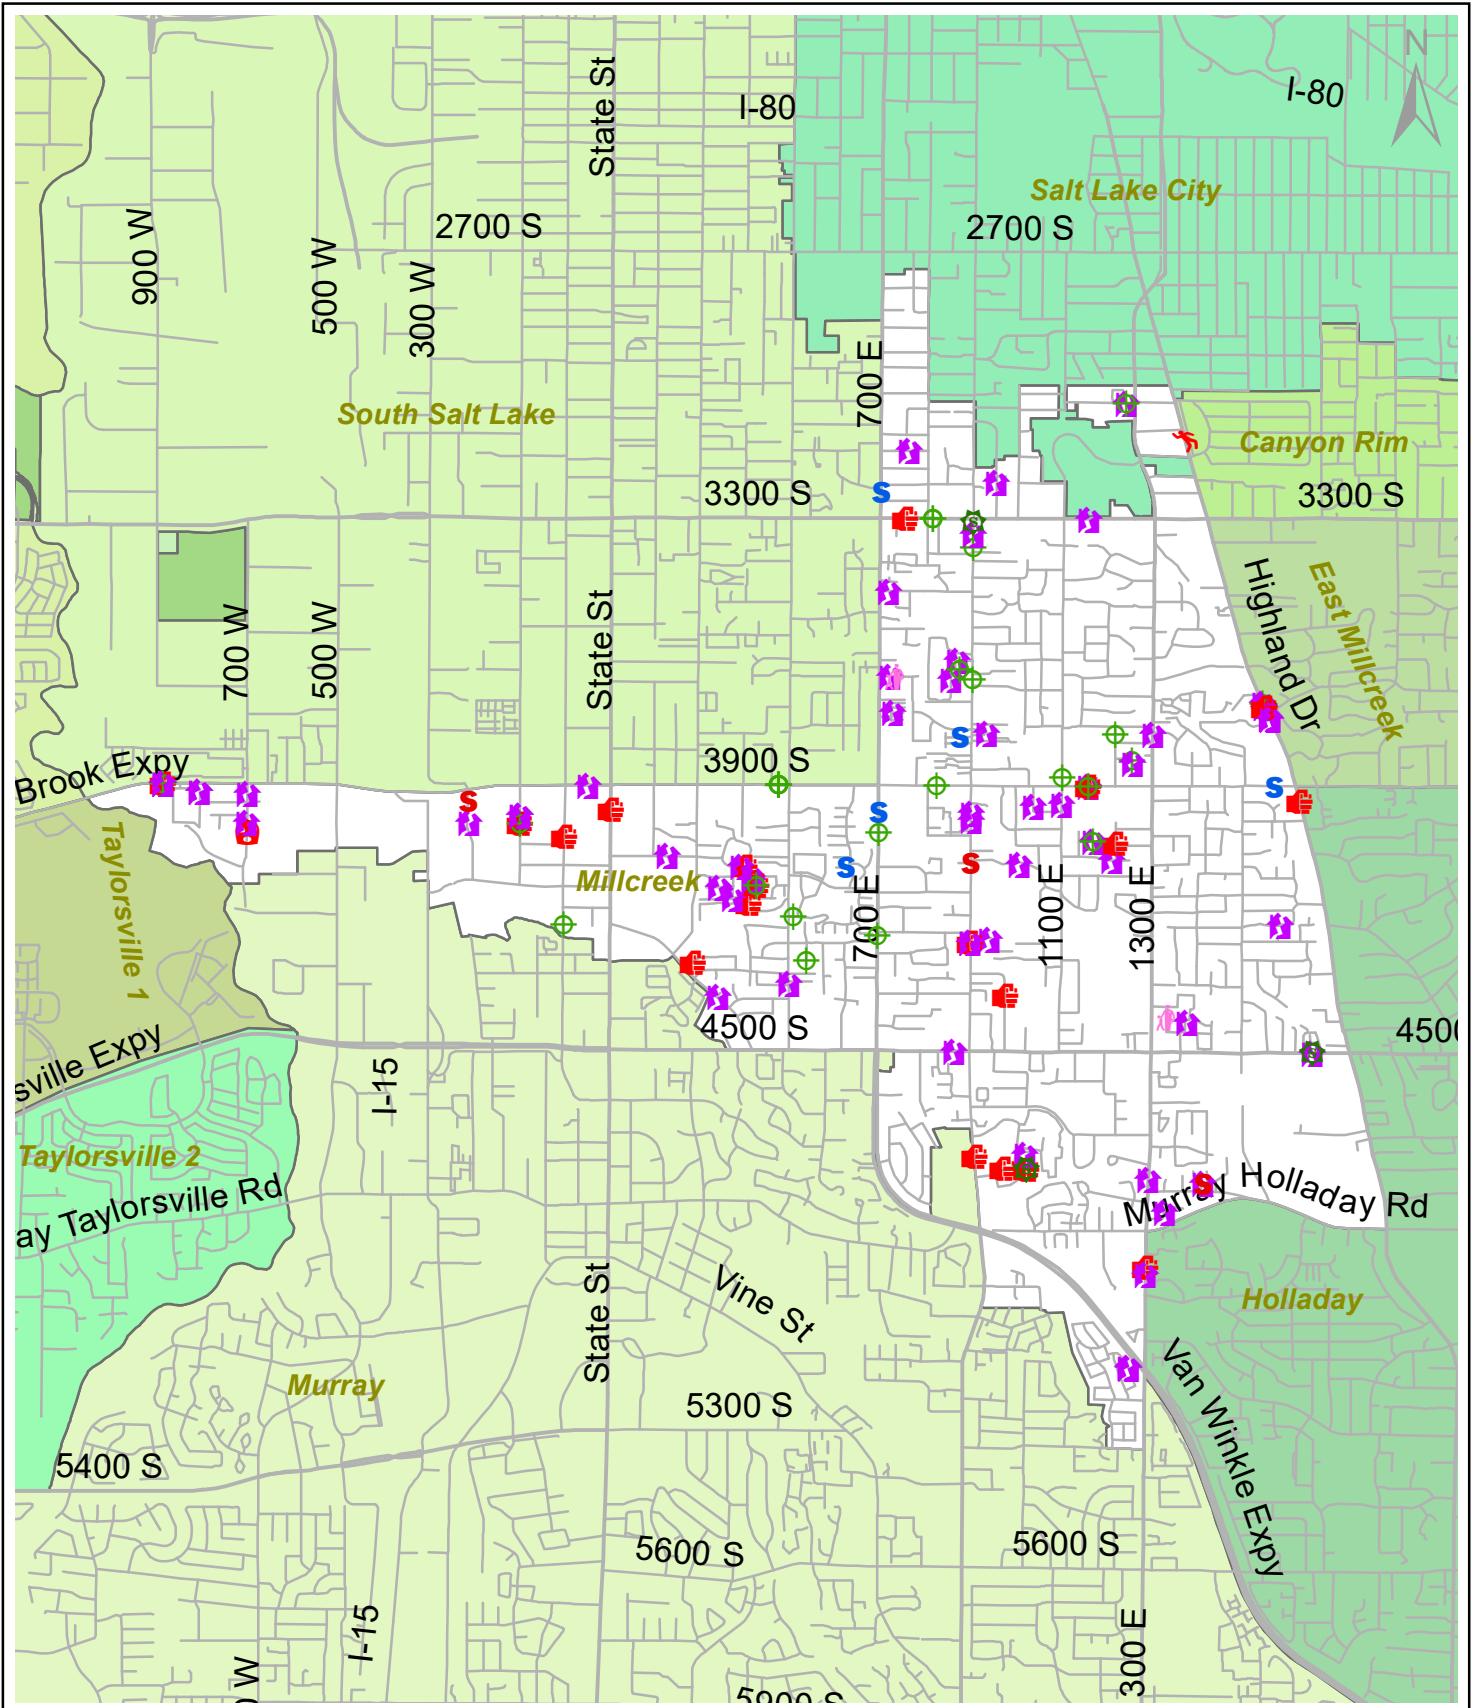 N
I-80
I-80
State St
Salt Lake City
2700 S
2700 S
900 W
500 W
300 W
700 E
South Salt Lake
Canyon Rim
3300 S
3300 S
S
S
Highland Dr
East Millcreek
State St
700 W
500 W
S
3900 S
Brook Expy
S
S
S
S
S
Millcreek
Taylorsville 1
700 E
1100 E
1300 E
4500 S
4500
S
sville Expy
I-15
Taylorsville 2
S
S
ay Taylorsville Rd
Murray Holladay Rd
State St
Vine St
Holladay
Murray
Van Winkle Expy
5300 S
5400 S
5600 S
5600 S
I-15
300 E
0 W
5900 S